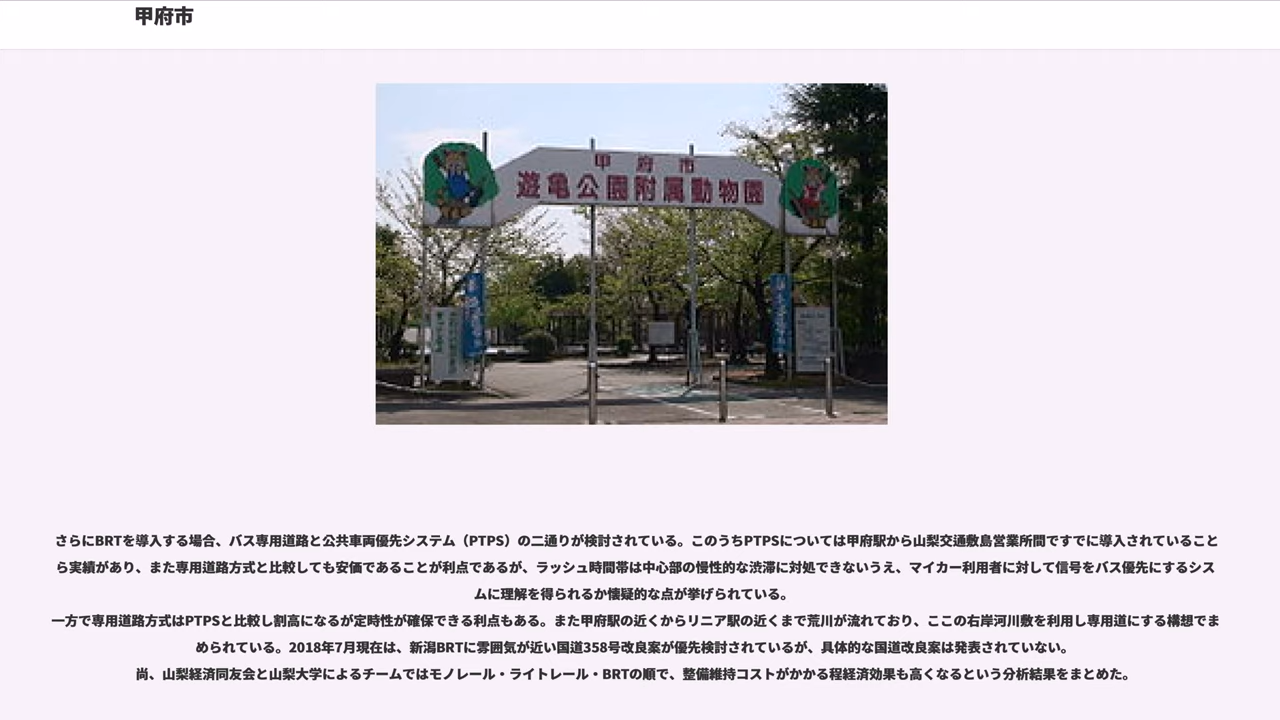 甲府市
甲府市
遊亀公園附属動物園
さらにBRTを導入する場合、バス専用道路と公共車両優先システム（PTPS）の二通りが検討されている。このうちPTPSについては甲府駅から山梨交通敷島営業所間ですでに導入されていること
ら実績があり、また専用道路方式と比較しても安価であることが利点であるが、ラッシュ時間帯は中心部の慢性的な渋滞に対処できないうえ、マイカー利用者に対して信号をバス優先にするシス
ムに理解を得られるか懐疑的な点が挙げられている。
一方で専用道路方式はPTPSと比較し割高になるが定時性が確保できる利点もある。また甲府駅の近くからリニア駅の近くまで荒川が流れており、ここの右岸河川敷を利用し専用道にする構想でま
められている。2018年7月現在は、新潟BRTに雰囲気が近い国道358号改良案が優先検討されているが、具体的な国道改良案は発表されていない。
尚、山梨経済同友会と山梨大学によるチームではモノレール・ライトレール・BRTの順で、整備維持コストがかかる程経済効果も高くなるという分析結果をまとめた。